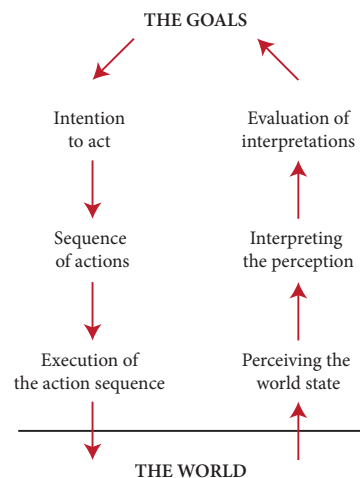 THE GOALS
Intention
to act
Evaluation of
interpretations
Sequence
of actions
Interpreting
the perception
Execution of
the action sequence
Perceiving the
world state
THE WORLD